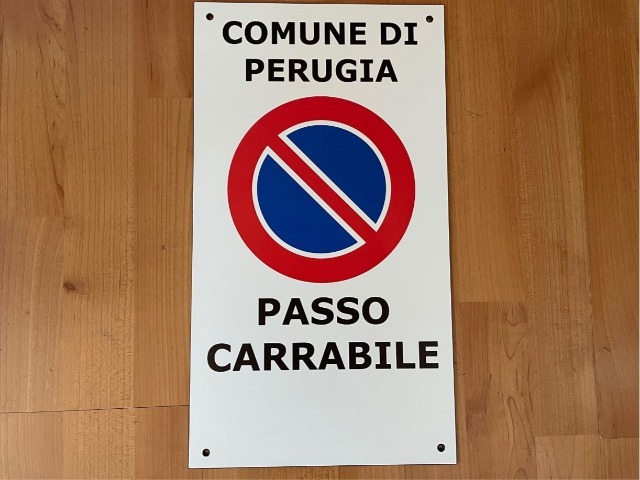 COMUNE DI
PERUGIA
PASSO
CARRABILE